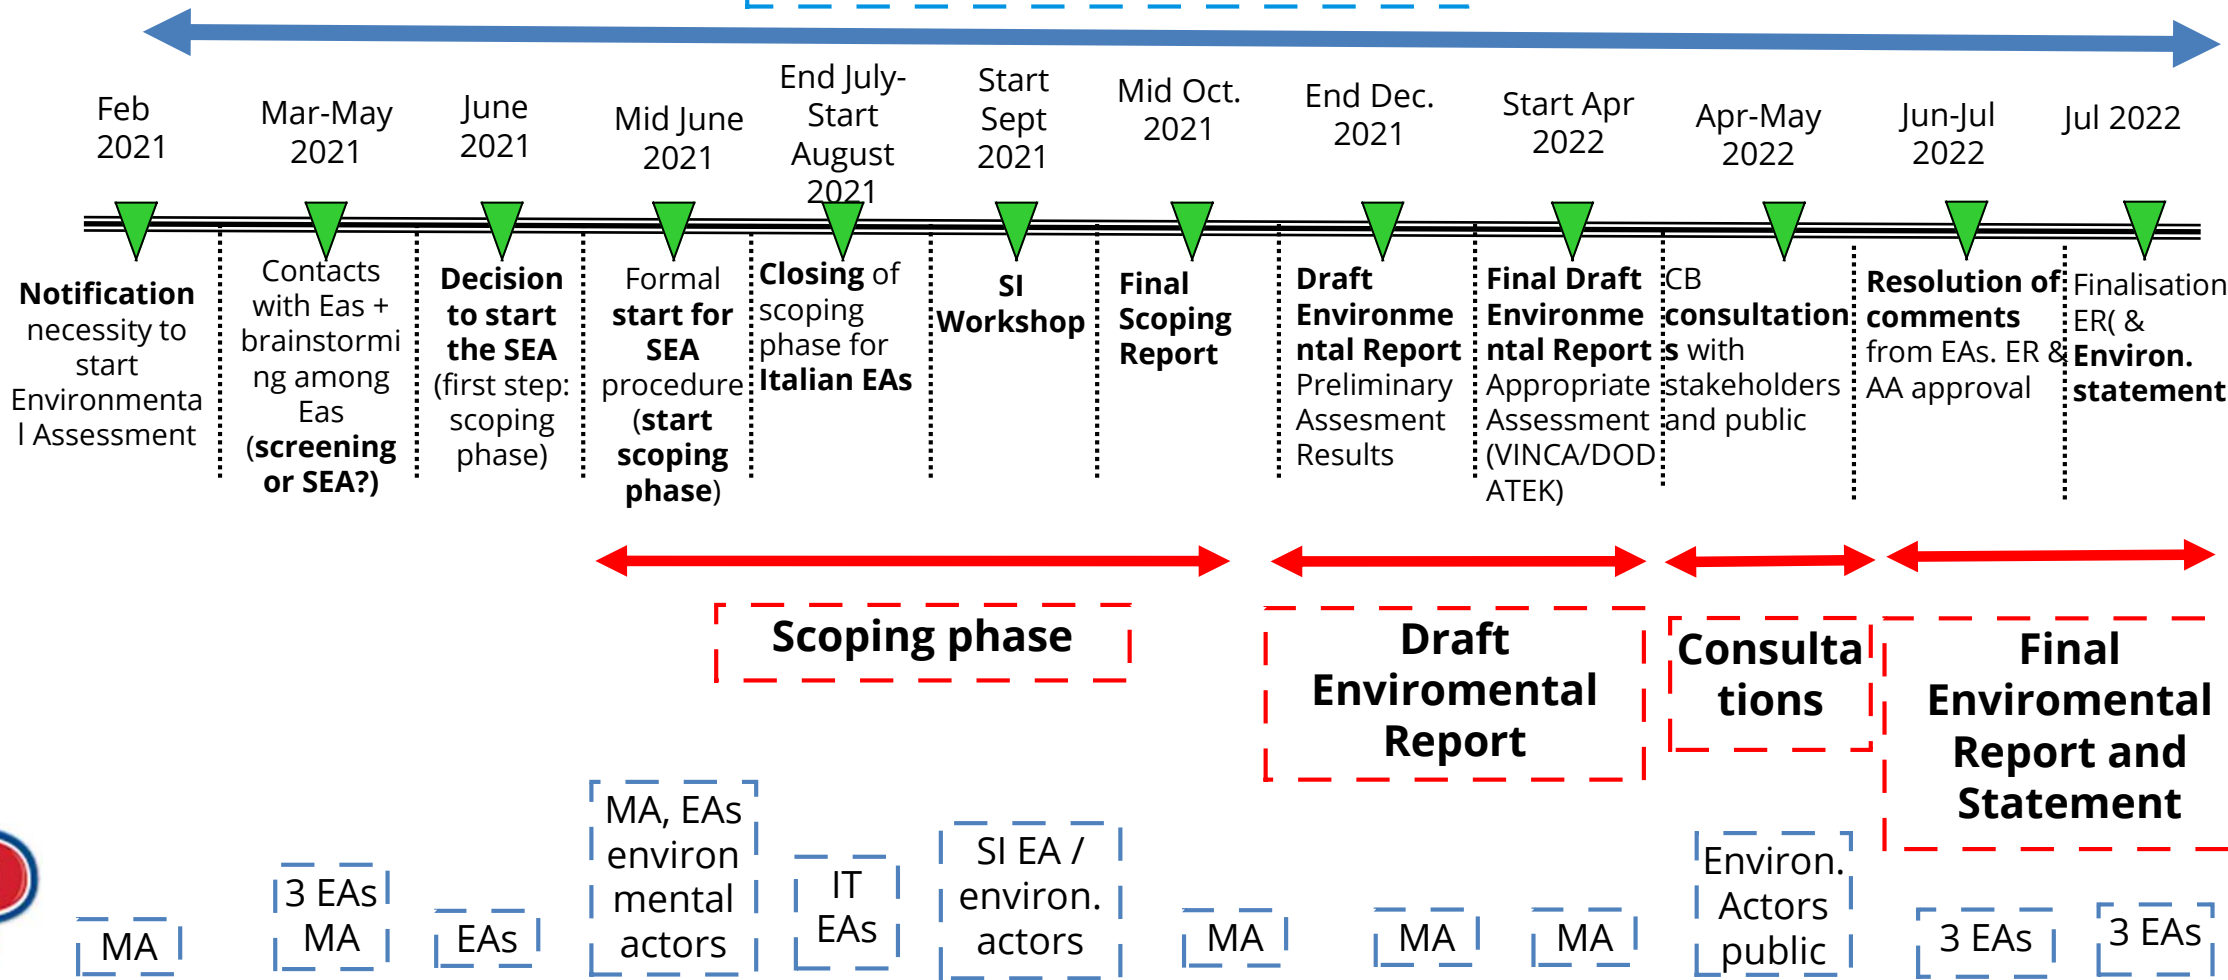 Feb
2021
Mar-May
2021
June
2021
Mid June
2021
End July-
Start
August
2021
Start
Sept
2021
Mid Oct.
2021
End Dec.
2021
Start Apr
2022
Apr-May
2022
Jun-Jul
2022
Jul 2022
Notification
necessity to
start
Environmenta
l Assessment
Contacts
with Eas +
brainstormi
ng among
Eas
(screening
or SEA?)
Decision
to start
the SEA
(first step:
scoping
phase)
Formal
start for
SEA
procedure
(start
scoping
phase)
Closing of
scoping
phase for
Italian EAs
SI
Workshop
Final
Scoping
Report
Draft
Environme
ntal Report
Preliminary
Assesment
Results
Final Draft
Environme
ntal Report
Appropriate
Assessment
(VINCA/DOD
ATEK)
CB
consultation
s with
stakeholders
and public
Resolution of
comments
from EAs. ER &
AA approval
Finalisation
ER( &
Environ.
statement
Scoping phase
Draft
Enviromental
Report
Consulta
tions
Final
Enviromental
Report and
Statement
MA
3 EAs
MA
EAs
MA, EAs
environ
mental
actors
IT
EAs
SI EA /
environ.
actors
MA
MA
MA
Environ.
Actors
public
3 EAs
3 EAs